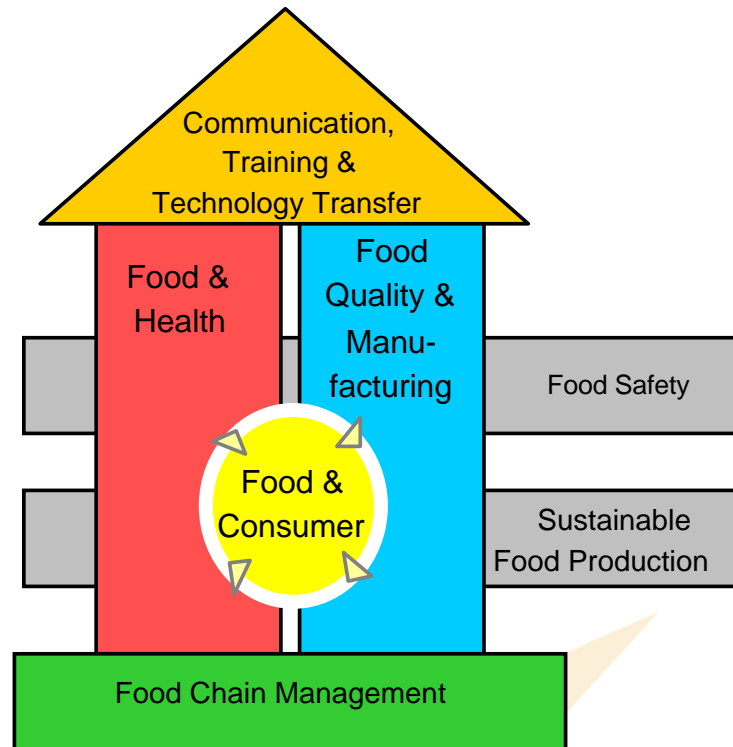 Communication,
Training &
Technology Transfer
Food &
Health
Food
Quality &
Manu-
facturing
Food Safety
Food &
Consumer
Sustainable
Food Production
Food Chain Management